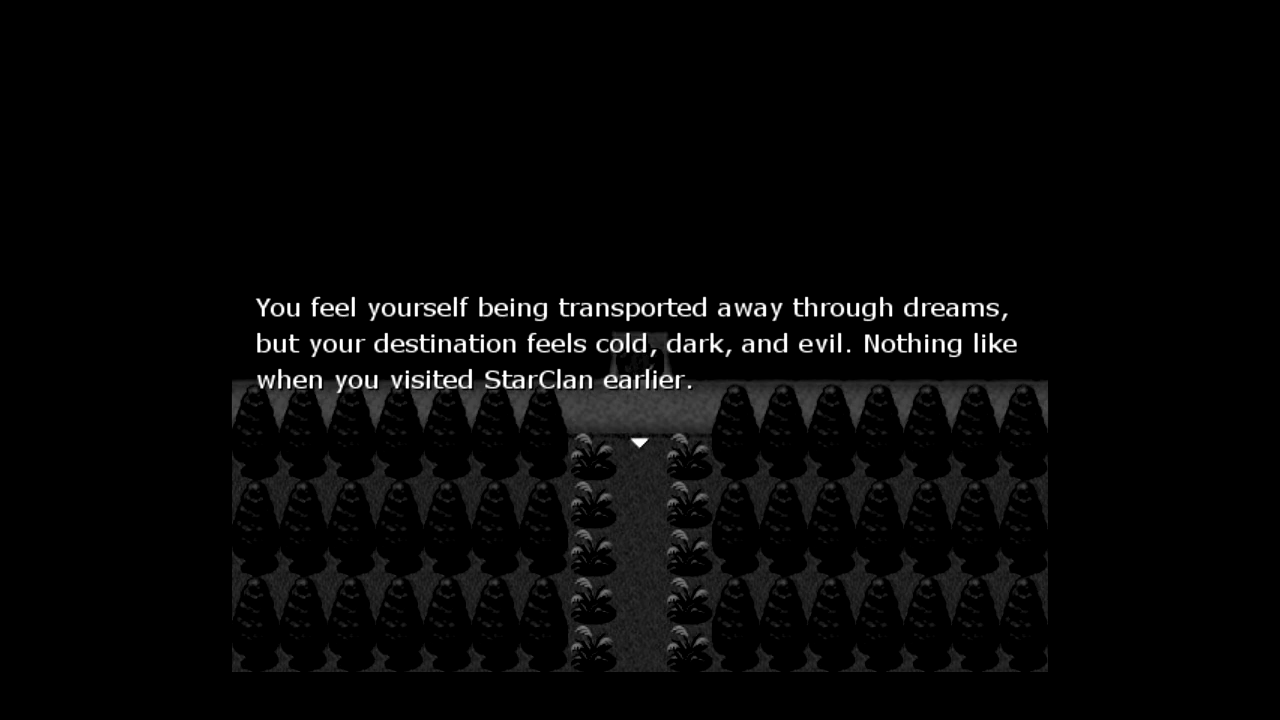 You feel yourself being transported away through dreams,
but your destination feels cold, dark, and evil. Nothing like
when you visited StarClan earlier.